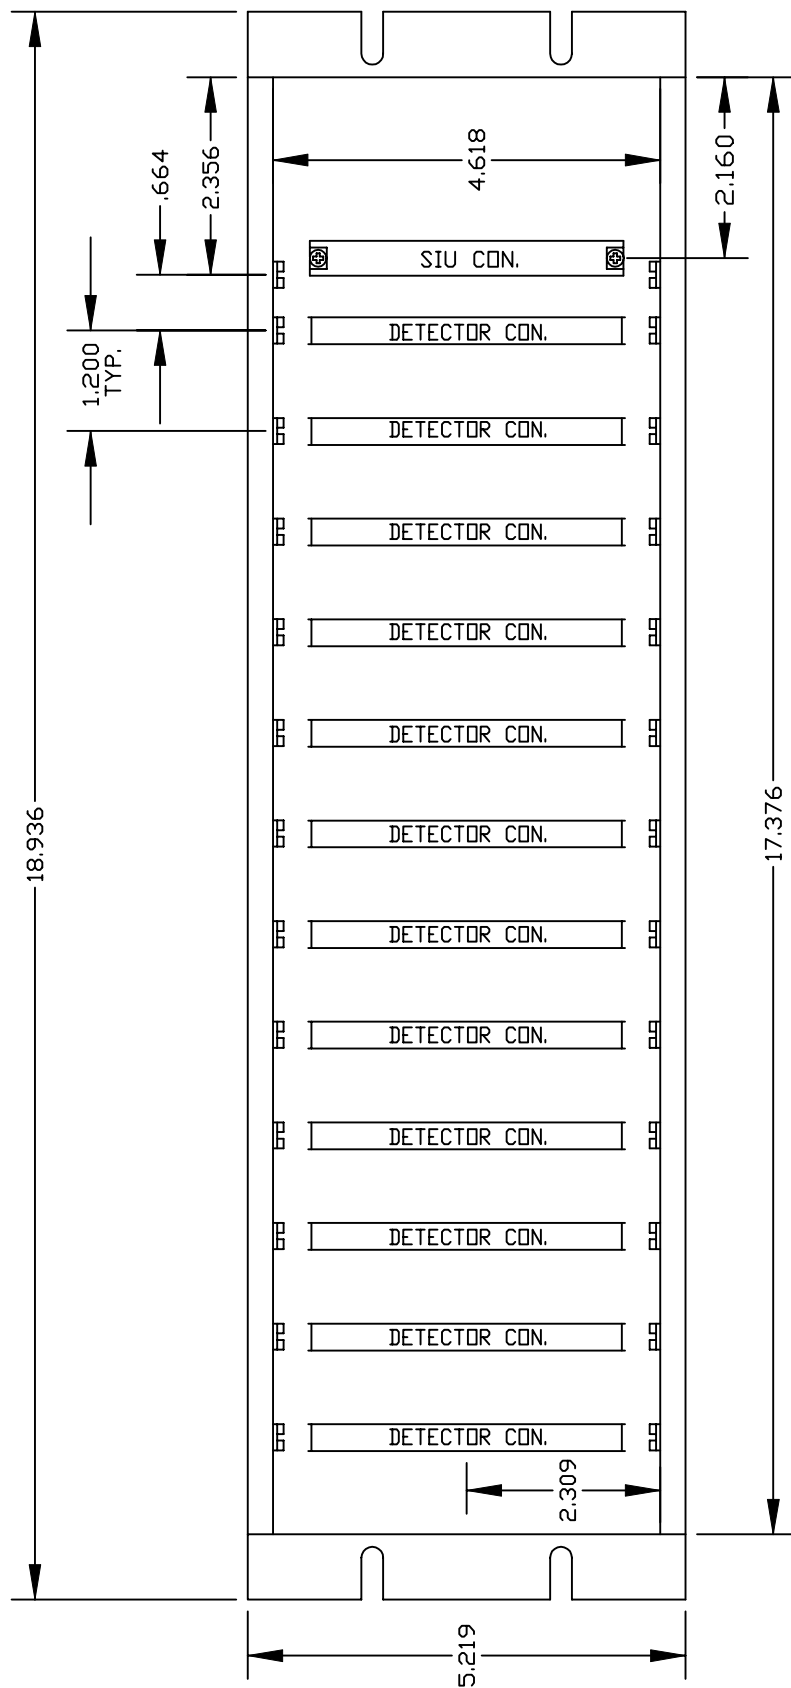 18.936
1.200
TYP.
.664
2.356
4.618
2.160
17.376
SIU CON.
DETECTOR CON.
DETECTOR CON.
DETECTOR CON.
DETECTOR CON.
DETECTOR CON.
DETECTOR CON.
DETECTOR CON.
DETECTOR CON.
DETECTOR CON.
DETECTOR CON.
DETECTOR CON.
DETECTOR CON.
2.309
5.219